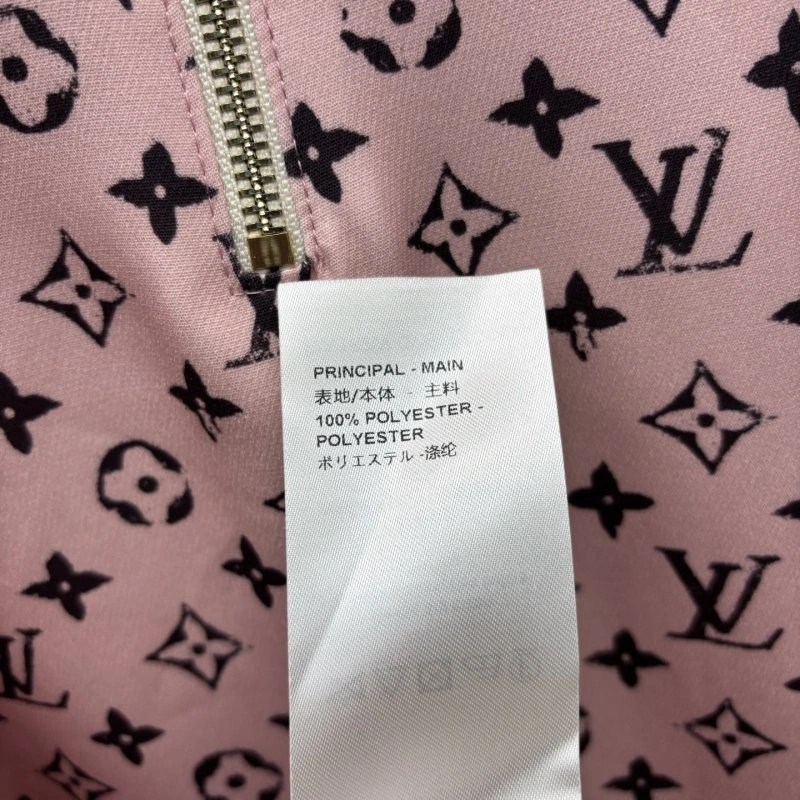 PRINCIPAL - MAIN
表地/本体 - 主料
100% POLYESTER -
POLYESTER
ポリエステル -涤纶